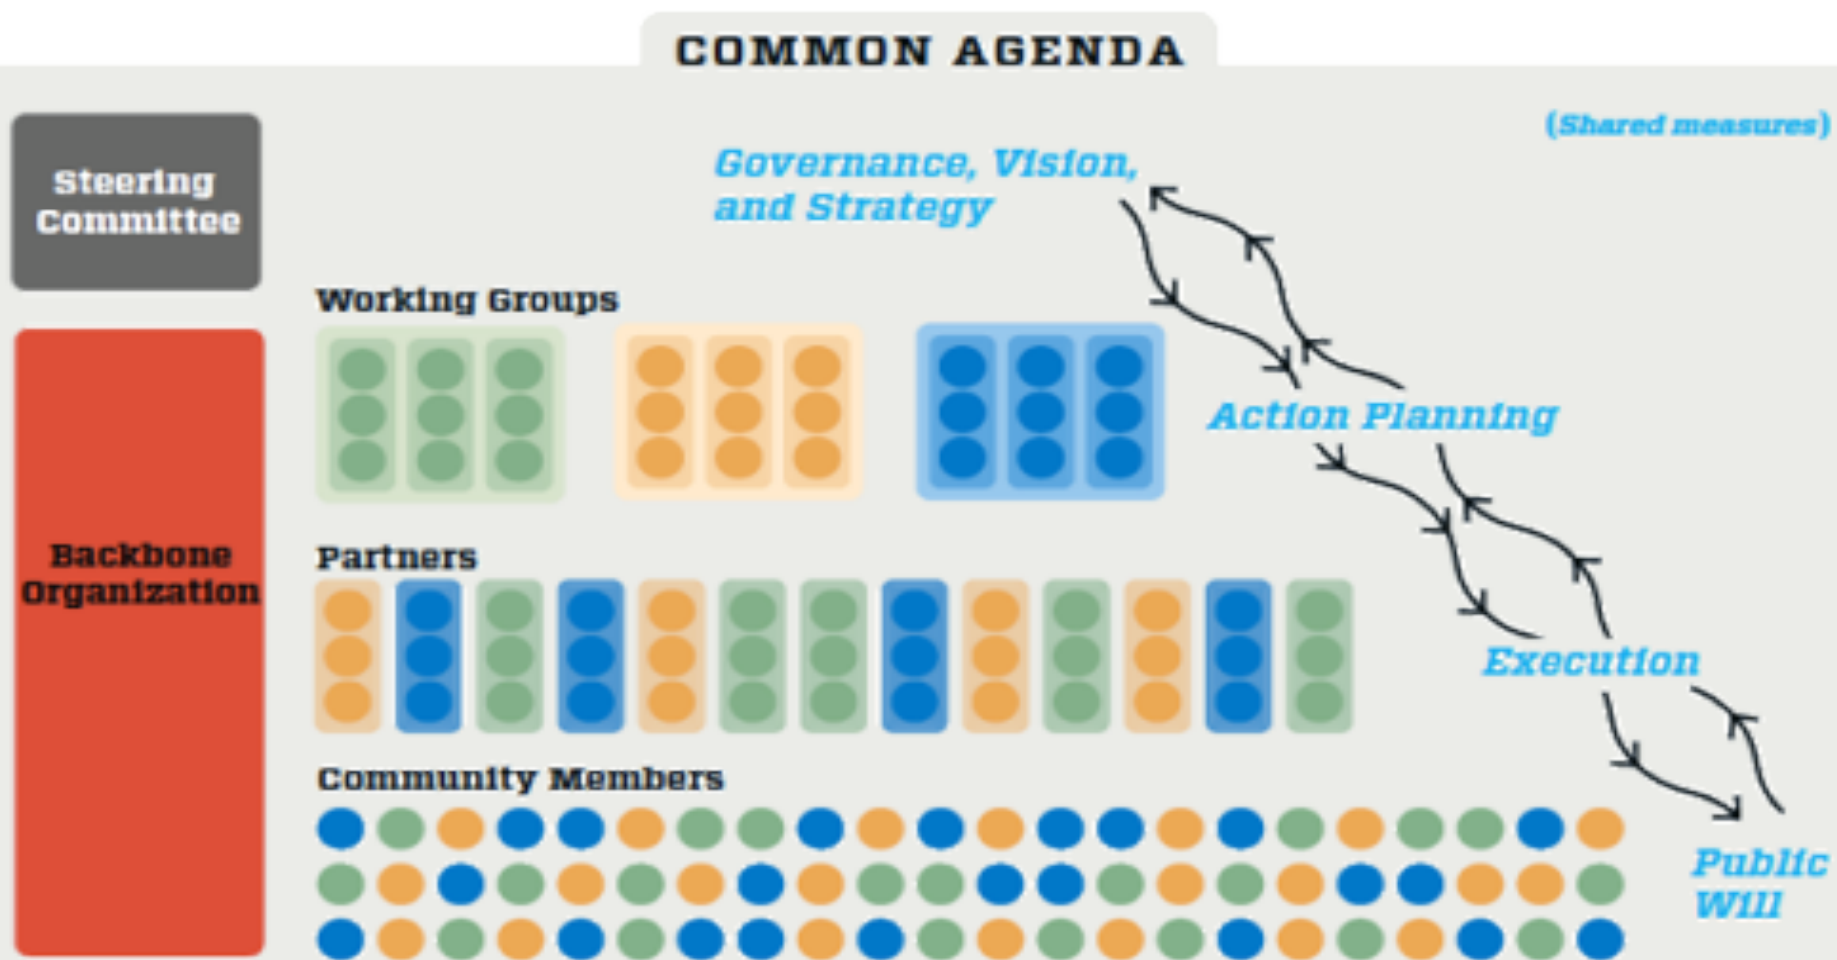 COMMON AGENDA
(Shared measures)
Steering
Committee
Governance, Vision,
and Strategy
Working Groups
Action Planning
Backbone
Organization
Partners
Execution
Community Members
Public
Will